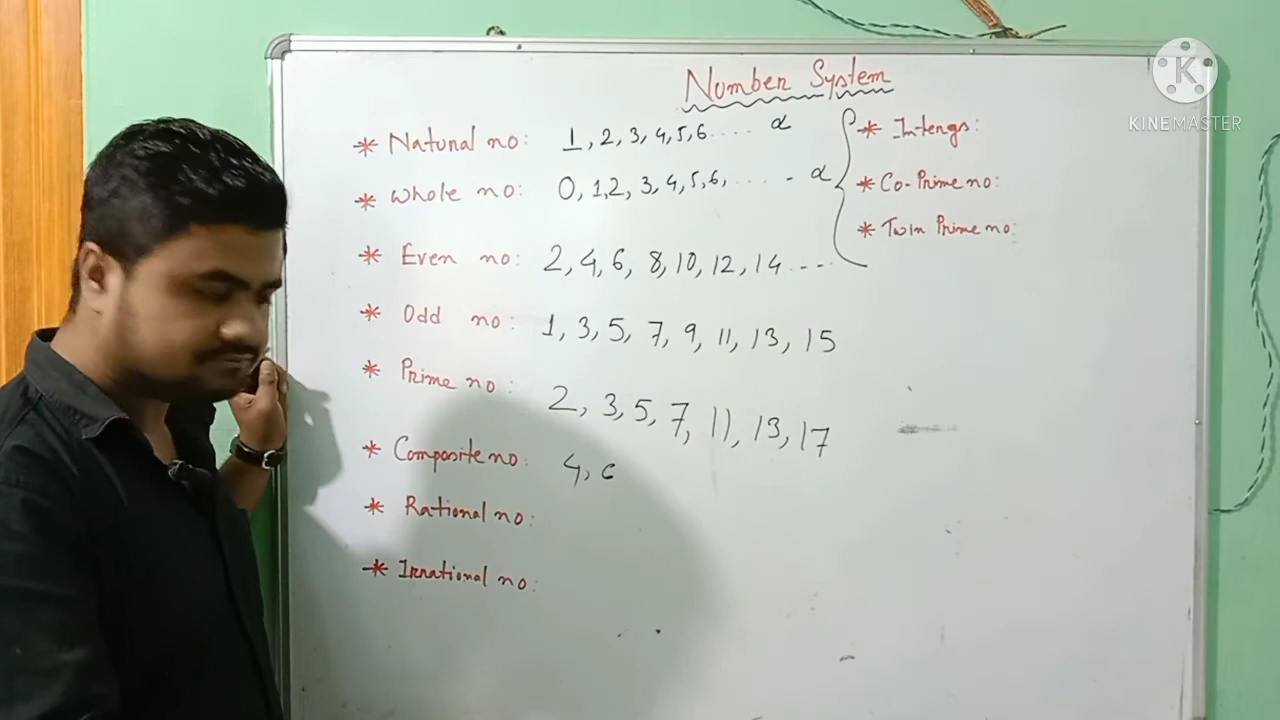 Number System
* Natural no: 1, 2, 3, 4, 5, 6 .... α
* Whole no: 0, 1, 2, 3, 4, 5, 6, .... - α
* Even no: 2, 4, 6, 8, 10, 12, 14 ...
* Odd no: 1, 3, 5, 7, 9, 11, 13, 15
* Prime no: 2, 3, 5, 7, 11, 13, 17
* Composite no: 4, 6
* Rational no:
* Irrational no:
* Intengs:
* Co-Prime no:
* Twin Prime no:
K
KINEMASTER